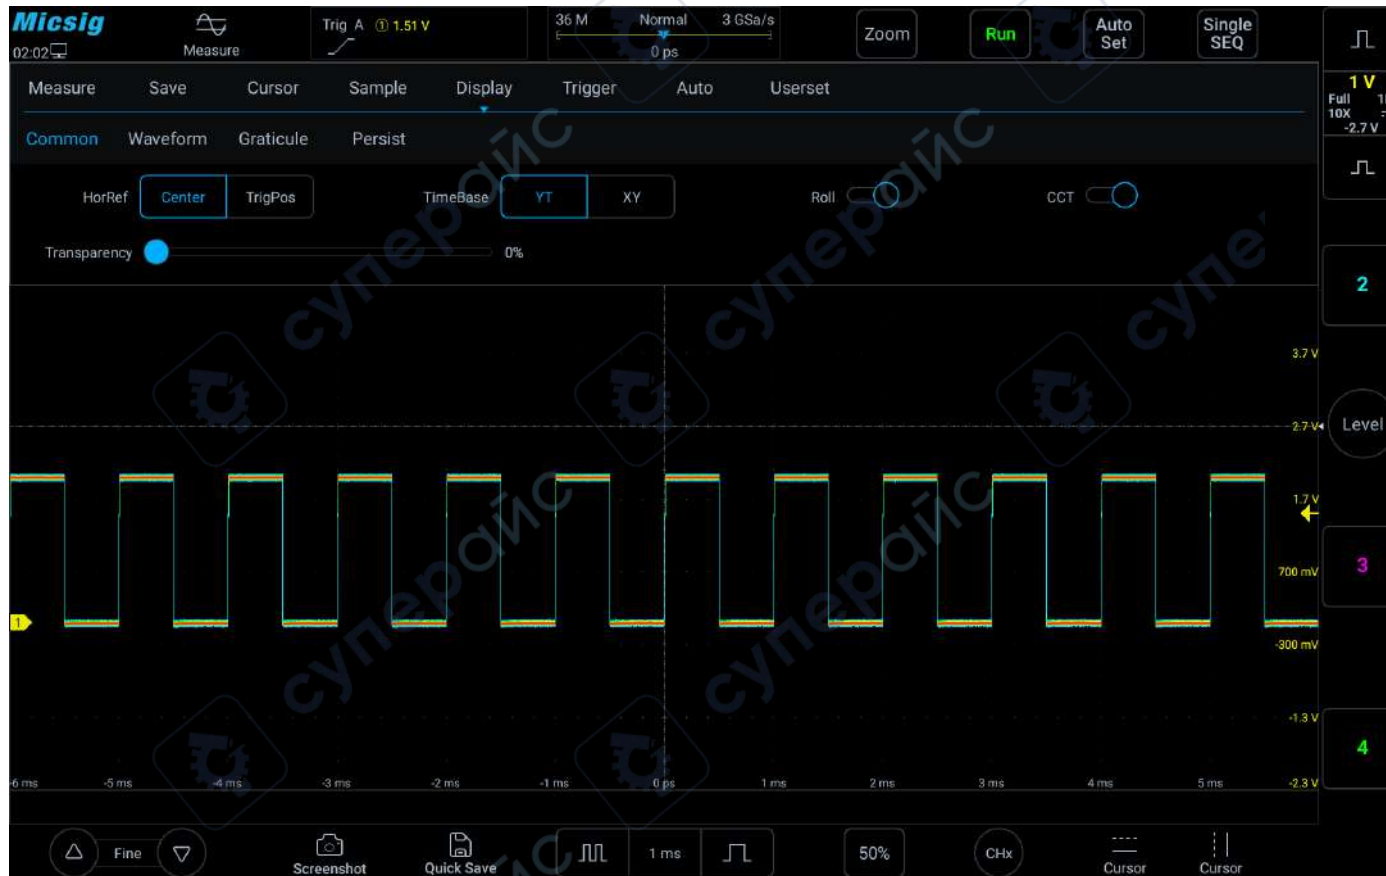 Micsig
02:02
Measure
Trig A ① 1.51 V
36 M Normal 3 GSa/s
0 ps
Zoom
Run
Auto
Set
Single
SEQ
Measure Save Cursor Sample Display Trigger Auto Userset
Common Waveform Graticule Persist
HorRef Center TrigPos TimeBase YT XY Roll CCT
Transparency 0%
1 V
Full
10X
-2.7 V
2
3.7 V
2.7 V
Level
1.7 V
700 mV
3
1
-300 mV
-1.3 V
4
-6 ms -5 ms -4 ms -3 ms -2 ms -1 ms 0 ps 1 ms 2 ms 3 ms 4 ms 5 ms -2.3 V
Fine
Screenshot
Quick Save
1 ms
50%
CHx
Cursor
Cursor
суперайс
суперайс
суперайс
суперайс
суперайс